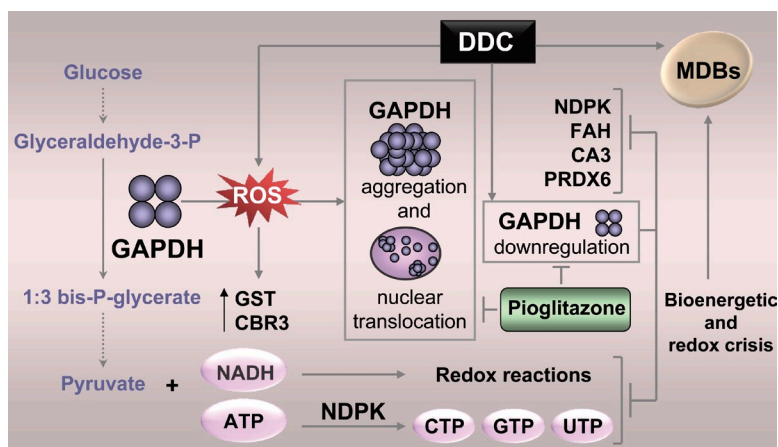 DDC
MDBs
Glucose
Glyceraldehyde-3-P
GAPDH
1:3 bis-P-glycerate
Pyruvate
+
ROS
GST
CBR3
GAPDH
aggregation
and
nuclear
translocation
NDPK
FAH
CA3
PRDX6
GAPDH
downregulation
Pioglitazone
Bioenergetic
and
redox crisis
NADH
Redox reactions
ATP
NDPK
CTP
GTP
UTP